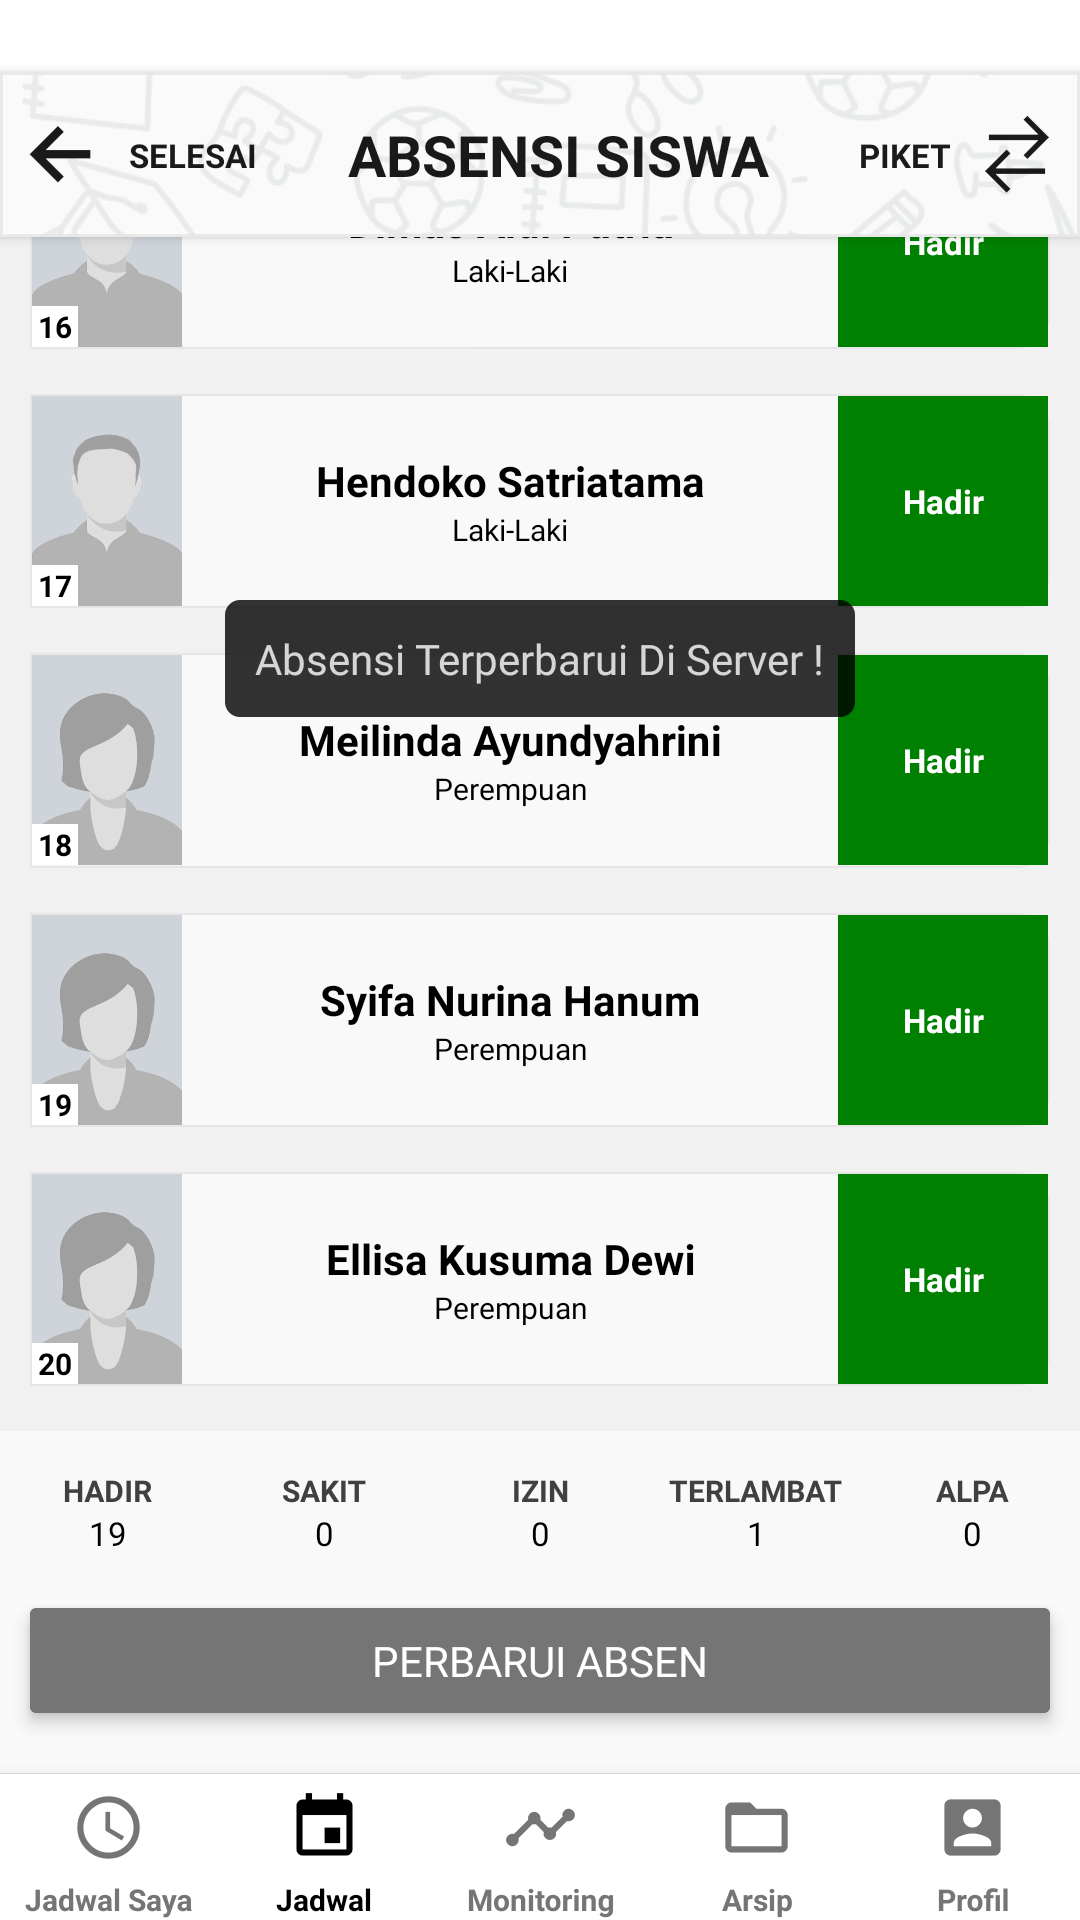 SELESAI
ABSENSI SISWA
PIKET
Hadir
Laki-Laki
16
Hendoko Satriatama
Laki-Laki
Hadir
17
Absensi Terperbarui Di Server !
Meilinda Ayundyahrini
Perempuan
Hadir
18
Syifa Nurina Hanum
Perempuan
Hadir
19
Ellisa Kusuma Dewi
Perempuan
Hadir
20
HADIR
SAKIT
IZIN
TERLAMBAT
ALPA
19
0
0
1
0
PERBARUI ABSEN
Jadwal Saya
Jadwal
Monitoring
Arsip
Profil